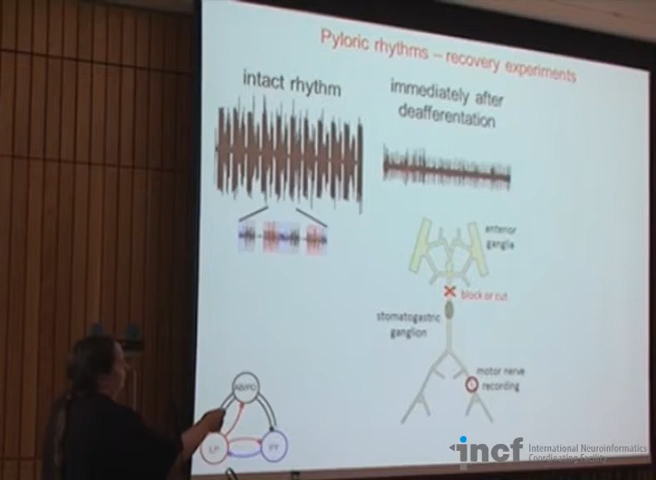 Pyloric rhythms – recovery experiments
intact rhythm
immediately after
deafferentation
anterior
ganglia
block or cut
stomatogastric
ganglion
motor nerve
recording
AB/PD
LP
PY
incf
International Neuroinformatics
Coordinating Facility